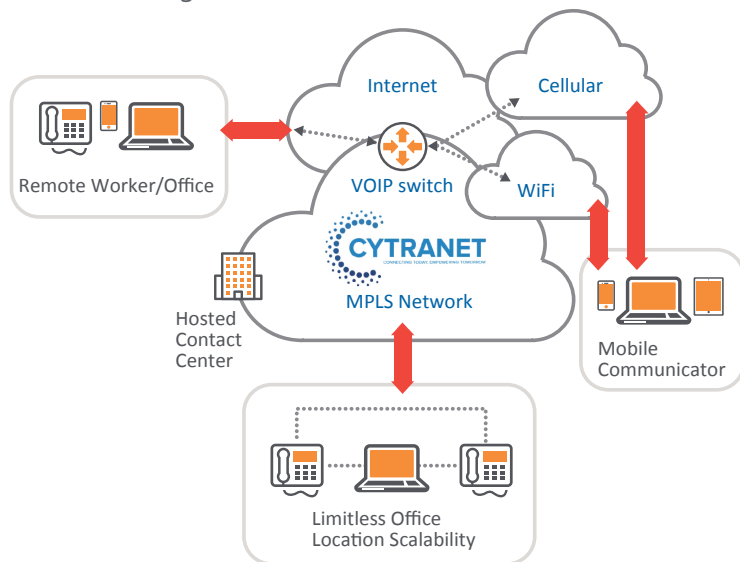 Internet
Cellular
Remote Worker/Office
VOIP switch
WiFi
CYTRANET
CONNECTING TODAY, EMPOWERING TOMORROW
MPLS Network
Hosted
Contact
Center
Mobile
Communicator
Limitless Office
Location Scalability